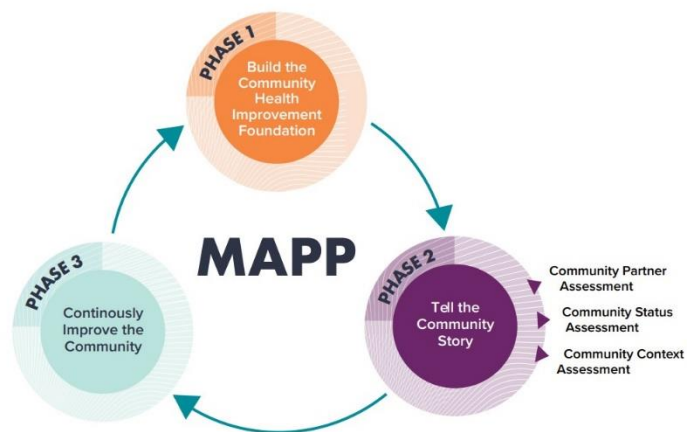 PHASE 1
Build the
Community
Health
Improvement
Foundation
MAPP
PHASE 2
Tell the
Community
Story
Community Partner
Assessment
Community Status
Assessment
Community Context
Assessment
PHASE 3
Continously
Improve the
Community